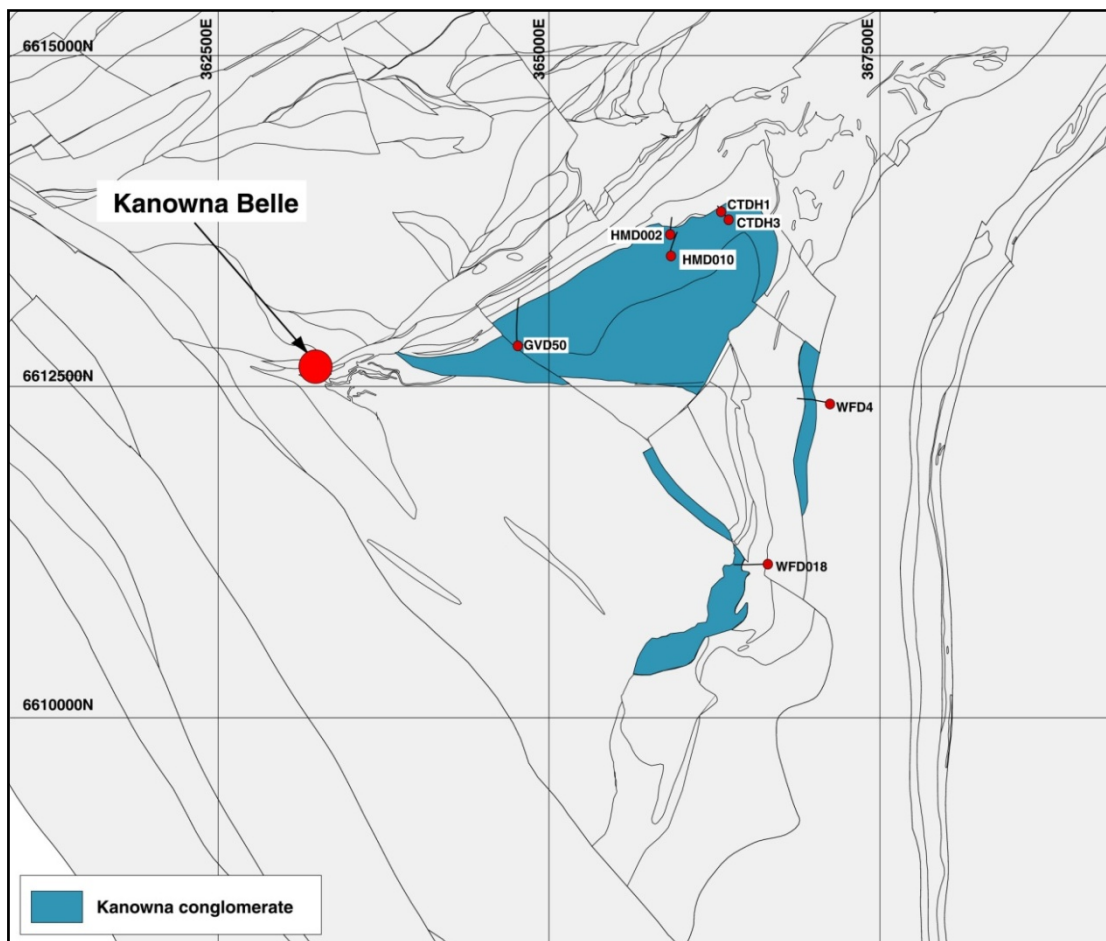 6615000N
362500E
365000E
367500E
Kanowna Belle
CTDH1
CTDH3
HMD002
HMD010
GVD50
6612500N
WFD4
WFD018
6610000N
Kanowna conglomerate